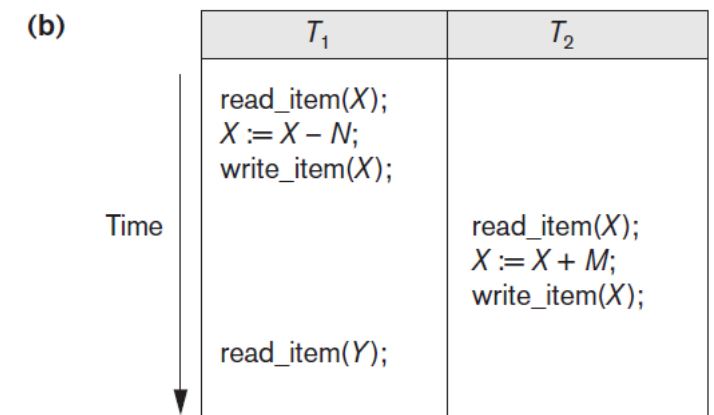 (b)
T₁ T₂
read_item(X);
X := X – N;
write_item(X);
Time
read_item(X);
X := X + M;
write_item(X);
read_item(Y);